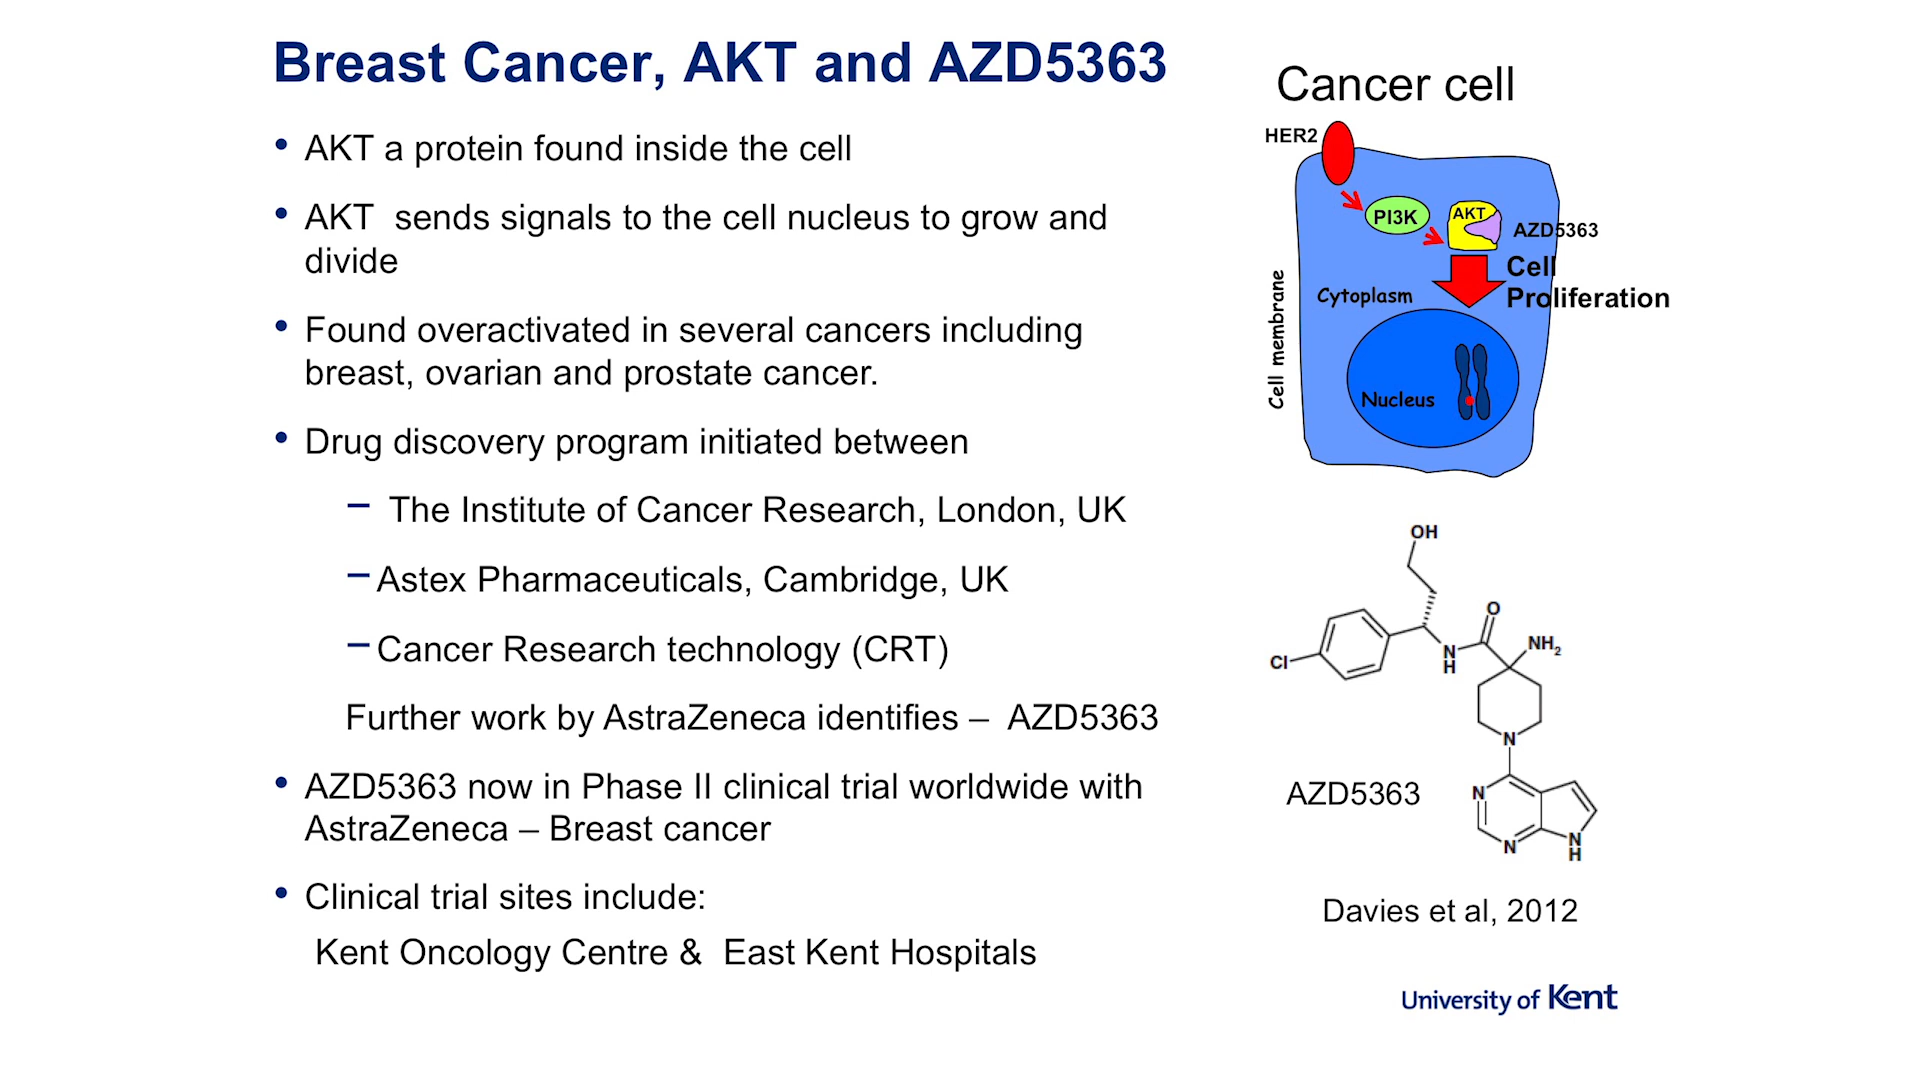 Breast Cancer, AKT and AZD5363
• AKT a protein found inside the cell
• AKT sends signals to the cell nucleus to grow and
divide
• Found overactivated in several cancers including
breast, ovarian and prostate cancer.
• Drug discovery program initiated between
– The Institute of Cancer Research, London, UK
– Astex Pharmaceuticals, Cambridge, UK
– Cancer Research technology (CRT)
Further work by AstraZeneca identifies – AZD5363
• AZD5363 now in Phase II clinical trial worldwide with
AstraZeneca – Breast cancer
• Clinical trial sites include:
Kent Oncology Centre & East Kent Hospitals
Cancer cell
HER2
PI3K
AKT
AZD5363
Cell
Proliferation
Cytoplasm
Cell membrane
Nucleus
OH
O
NH₂
N
H
Cl
N
N
N
N
H
AZD5363
Davies et al, 2012
University of Kent